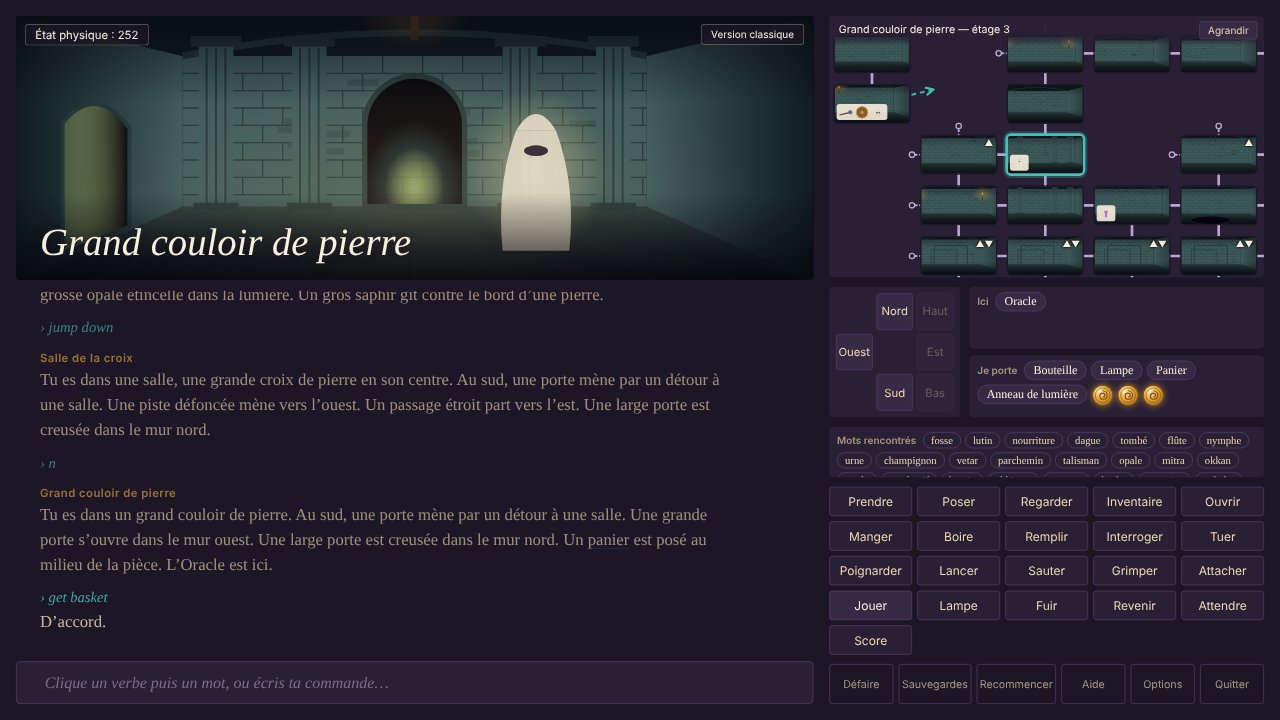 État physique : 252
Version classique
Grand couloir de pierre
grosse opale étincelle dans la lumière. Un gros saphir gît contre le bord d’une pierre.
› jump down
Salle de la croix
Tu es dans une salle, une grande croix de pierre en son centre. Au sud, une porte mène par un détour à
une salle. Une piste défoncée mène vers l’ouest. Un passage étroit part vers l’est. Une large porte est
creusée dans le mur nord.
› n
Grand couloir de pierre
Tu es dans un grand couloir de pierre. Au sud, une porte mène par un détour à une salle. Une grande
porte s’ouvre dans le mur ouest. Une large porte est creusée dans le mur nord. Un panier est posé au
milieu de la pièce. L’Oracle est ici.
› get basket
D’accord.
Clique un verbe puis un mot, ou écris ta commande…
Grand couloir de pierre — étage 3
Agrandir
Nord
Haut
Ouest
Est
Sud
Bas
Ici
Oracle
Je porte
Bouteille
Lampe
Panier
Anneau de lumière
Mots rencontrés
fosse
lutin
nourriture
dague
tombé
flûte
nymphe
urne
champignon
vetar
parchemin
talisman
opale
mitra
okkan
Prendre
Poser
Regarder
Inventaire
Ouvrir
Manger
Boire
Remplir
Interroger
Tuer
Poignarder
Lancer
Sauter
Grimper
Attacher
Jouer
Lampe
Fuir
Revenir
Attendre
Score
Défaire
Sauvegardes
Recommencer
Aide
Options
Quitter